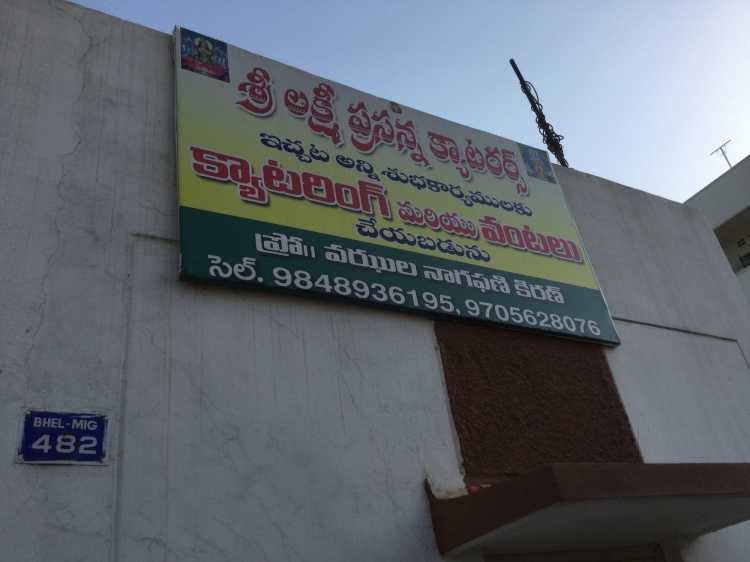 శ్రీ లక్ష్మీ ప్రసన్న క్యాటరర్స్
ఇచ్చట అన్ని శుభకార్యములకు
క్యాటరింగ్ మరియు వంటలు
చేయబడును
ప్రో॥ వఝల నాగఫణి కిరణ్
సెల్. 9848936195, 9705628076
BHEL-MIG
482